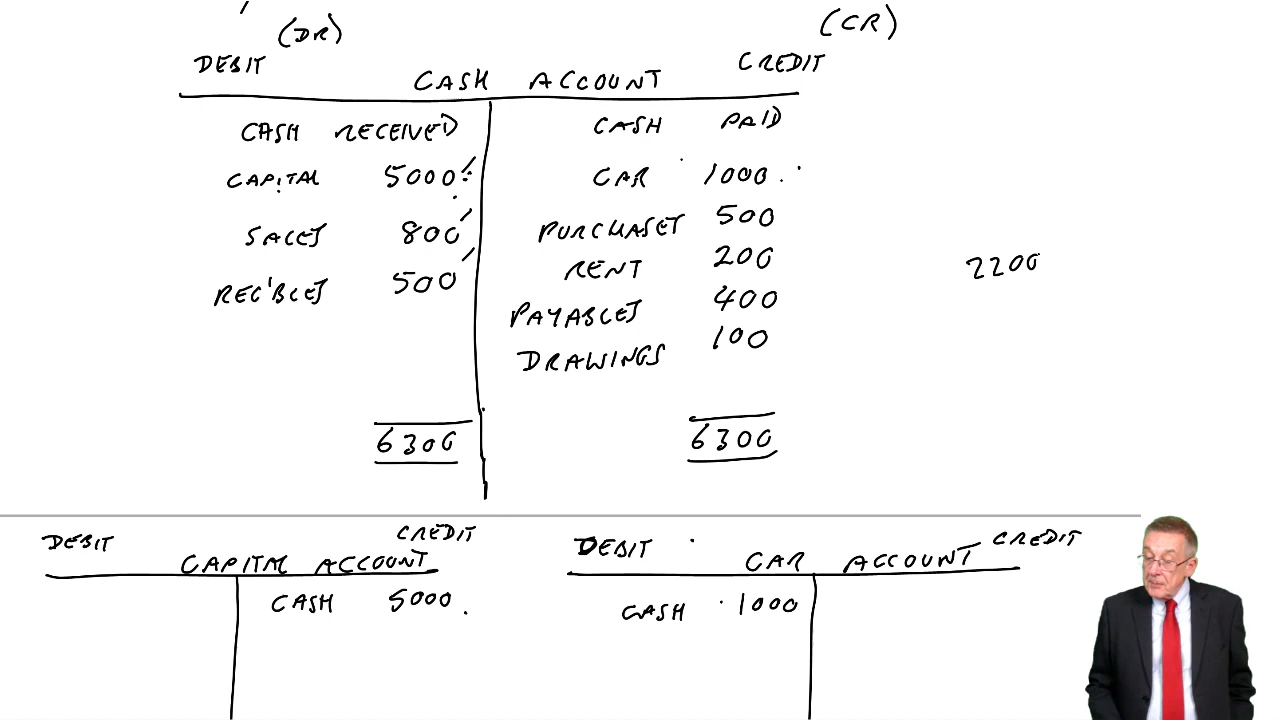 (DR) (CR)
DEBIT CREDIT
CASH ACCOUNT
CASH RECEIVED CASH PAID
CAPITAL 5000 CAR 1000
SALES 800 PURCHASES 500
REC'BLES 500 RENT 200 2200
PAYABLES 400
DRAWINGS 100
6300 6300
DEBIT CREDIT DEBIT CREDIT
CAPITAL ACCOUNT CAR ACCOUNT
CASH 5000 CASH 1000